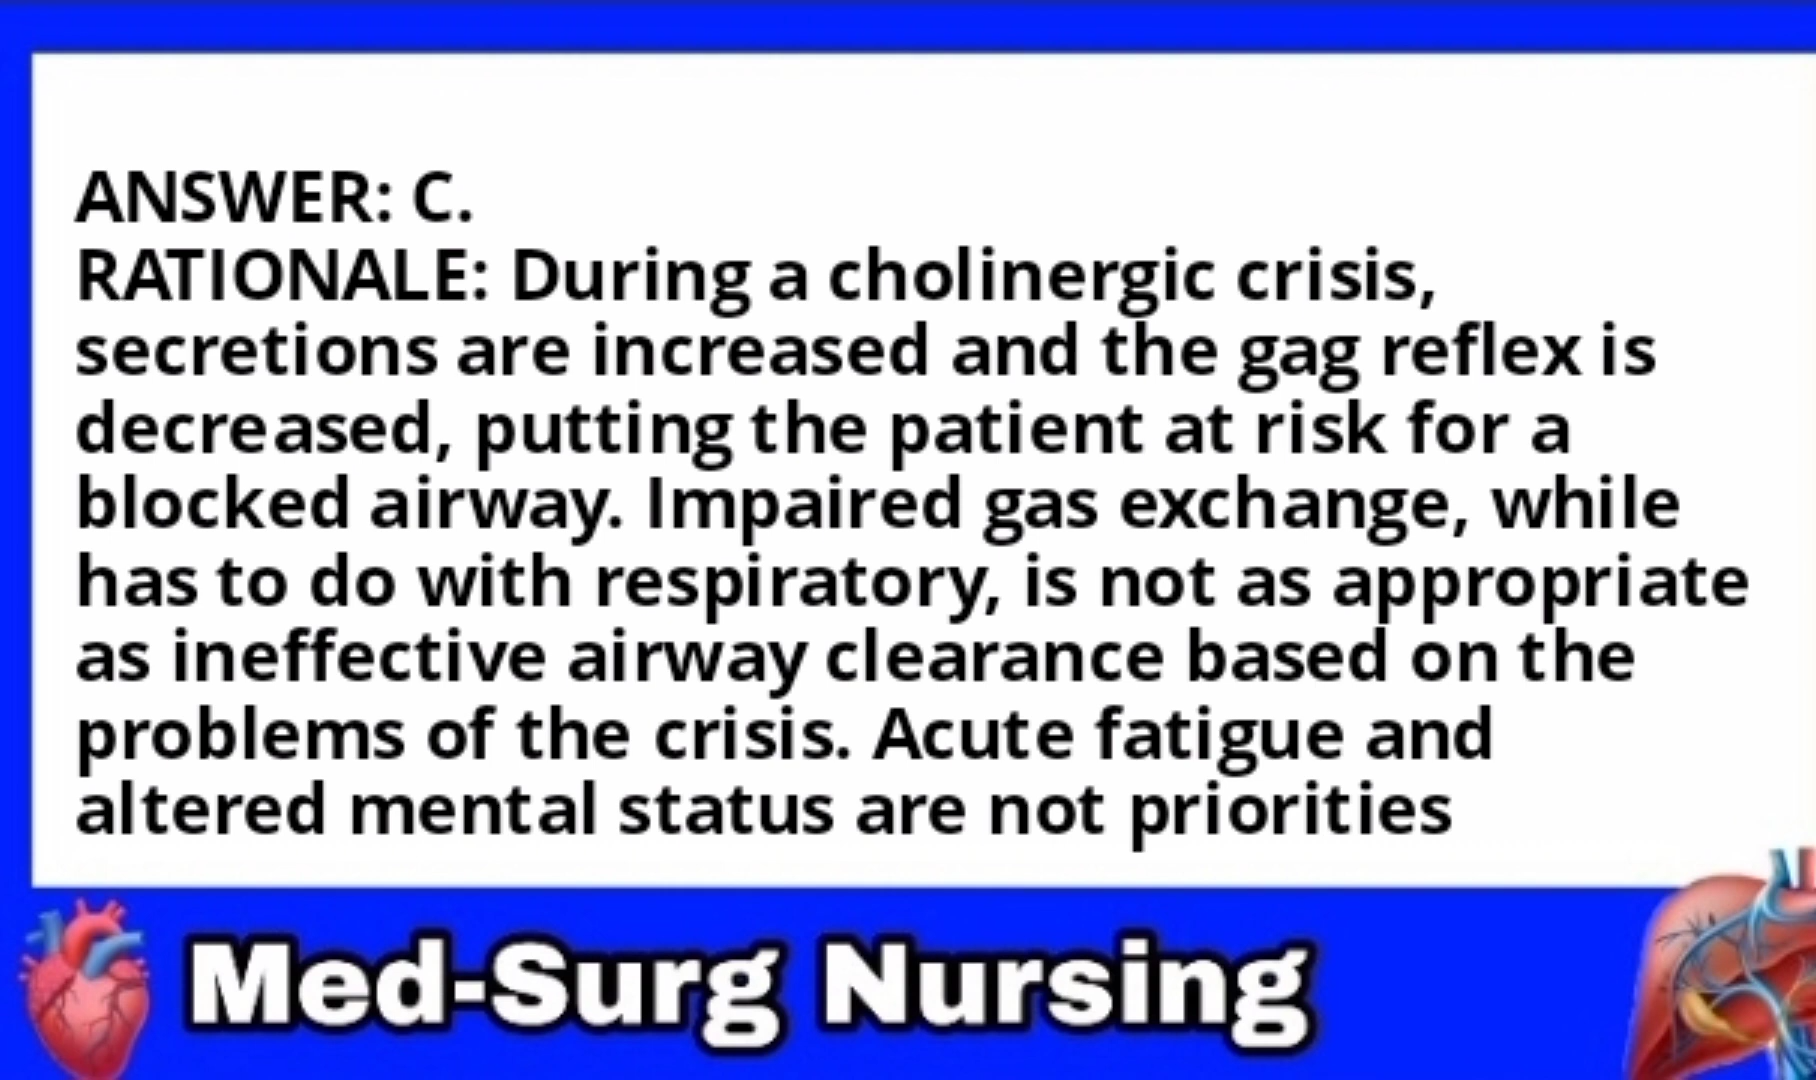 ANSWER: C.
RATIONALE: During a cholinergic crisis,
secretions are increased and the gag reflex is
decreased, putting the patient at risk for a
blocked airway. Impaired gas exchange, while
has to do with respiratory, is not as appropriate
as ineffective airway clearance based on the
problems of the crisis. Acute fatigue and
altered mental status are not priorities
Med-Surg Nursing